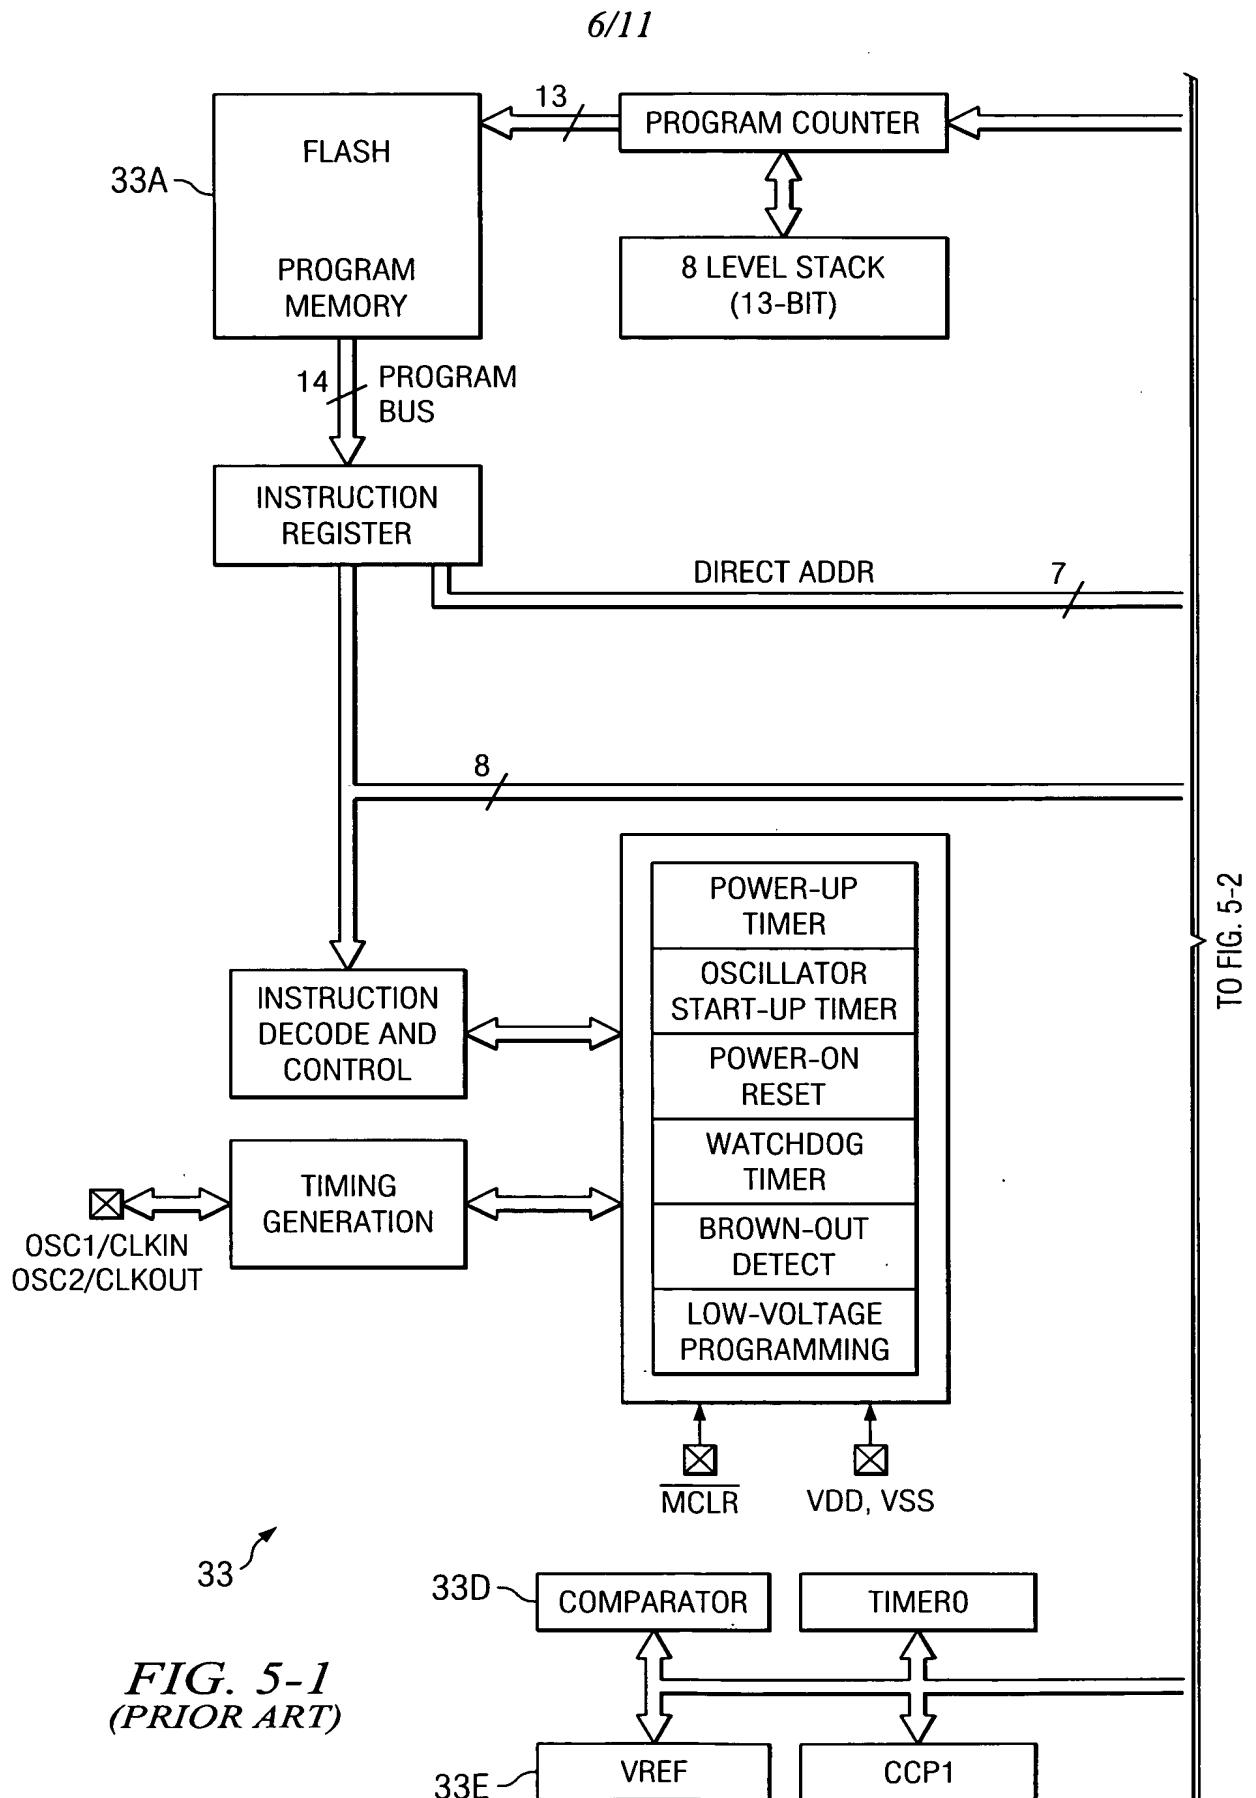 6/11
13
PROGRAM COUNTER
FLASH
33A
PROGRAM
MEMORY
8 LEVEL STACK
(13-BIT)
14
PROGRAM
BUS
INSTRUCTION
REGISTER
DIRECT ADDR
7
8
POWER-UP
TIMER
OSCILLATOR
START-UP TIMER
POWER-ON
RESET
WATCHDOG
TIMER
BROWN-OUT
DETECT
LOW-VOLTAGE
PROGRAMMING
TO FIG. 5-2
INSTRUCTION
DECODE AND
CONTROL
TIMING
GENERATION
OSC1/CLKIN
OSC2/CLKOUT
MCLR
VDD, VSS
33
33D
COMPARATOR
TIMER0
FIG. 5-1
(PRIOR ART)
33E
VREF
CCP1